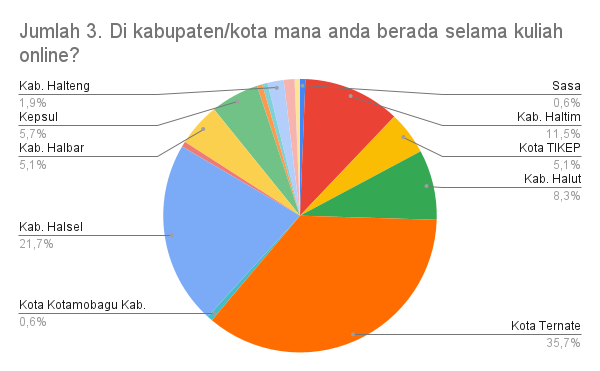 Jumlah 3. Di kabupaten/kota mana anda berada selama kuliah
online?
Kab. Halteng
1,9%
Kepsul
5,7%
Kab. Halbar
5,1%
Kab. Halsel
21,7%
Kota Kotamobagu Kab.
0,6%
Sasa
0,6%
Kab. Haltim
11,5%
Kota TIKEP
5,1%
Kab. Halut
8,3%
Kota Ternate
35,7%